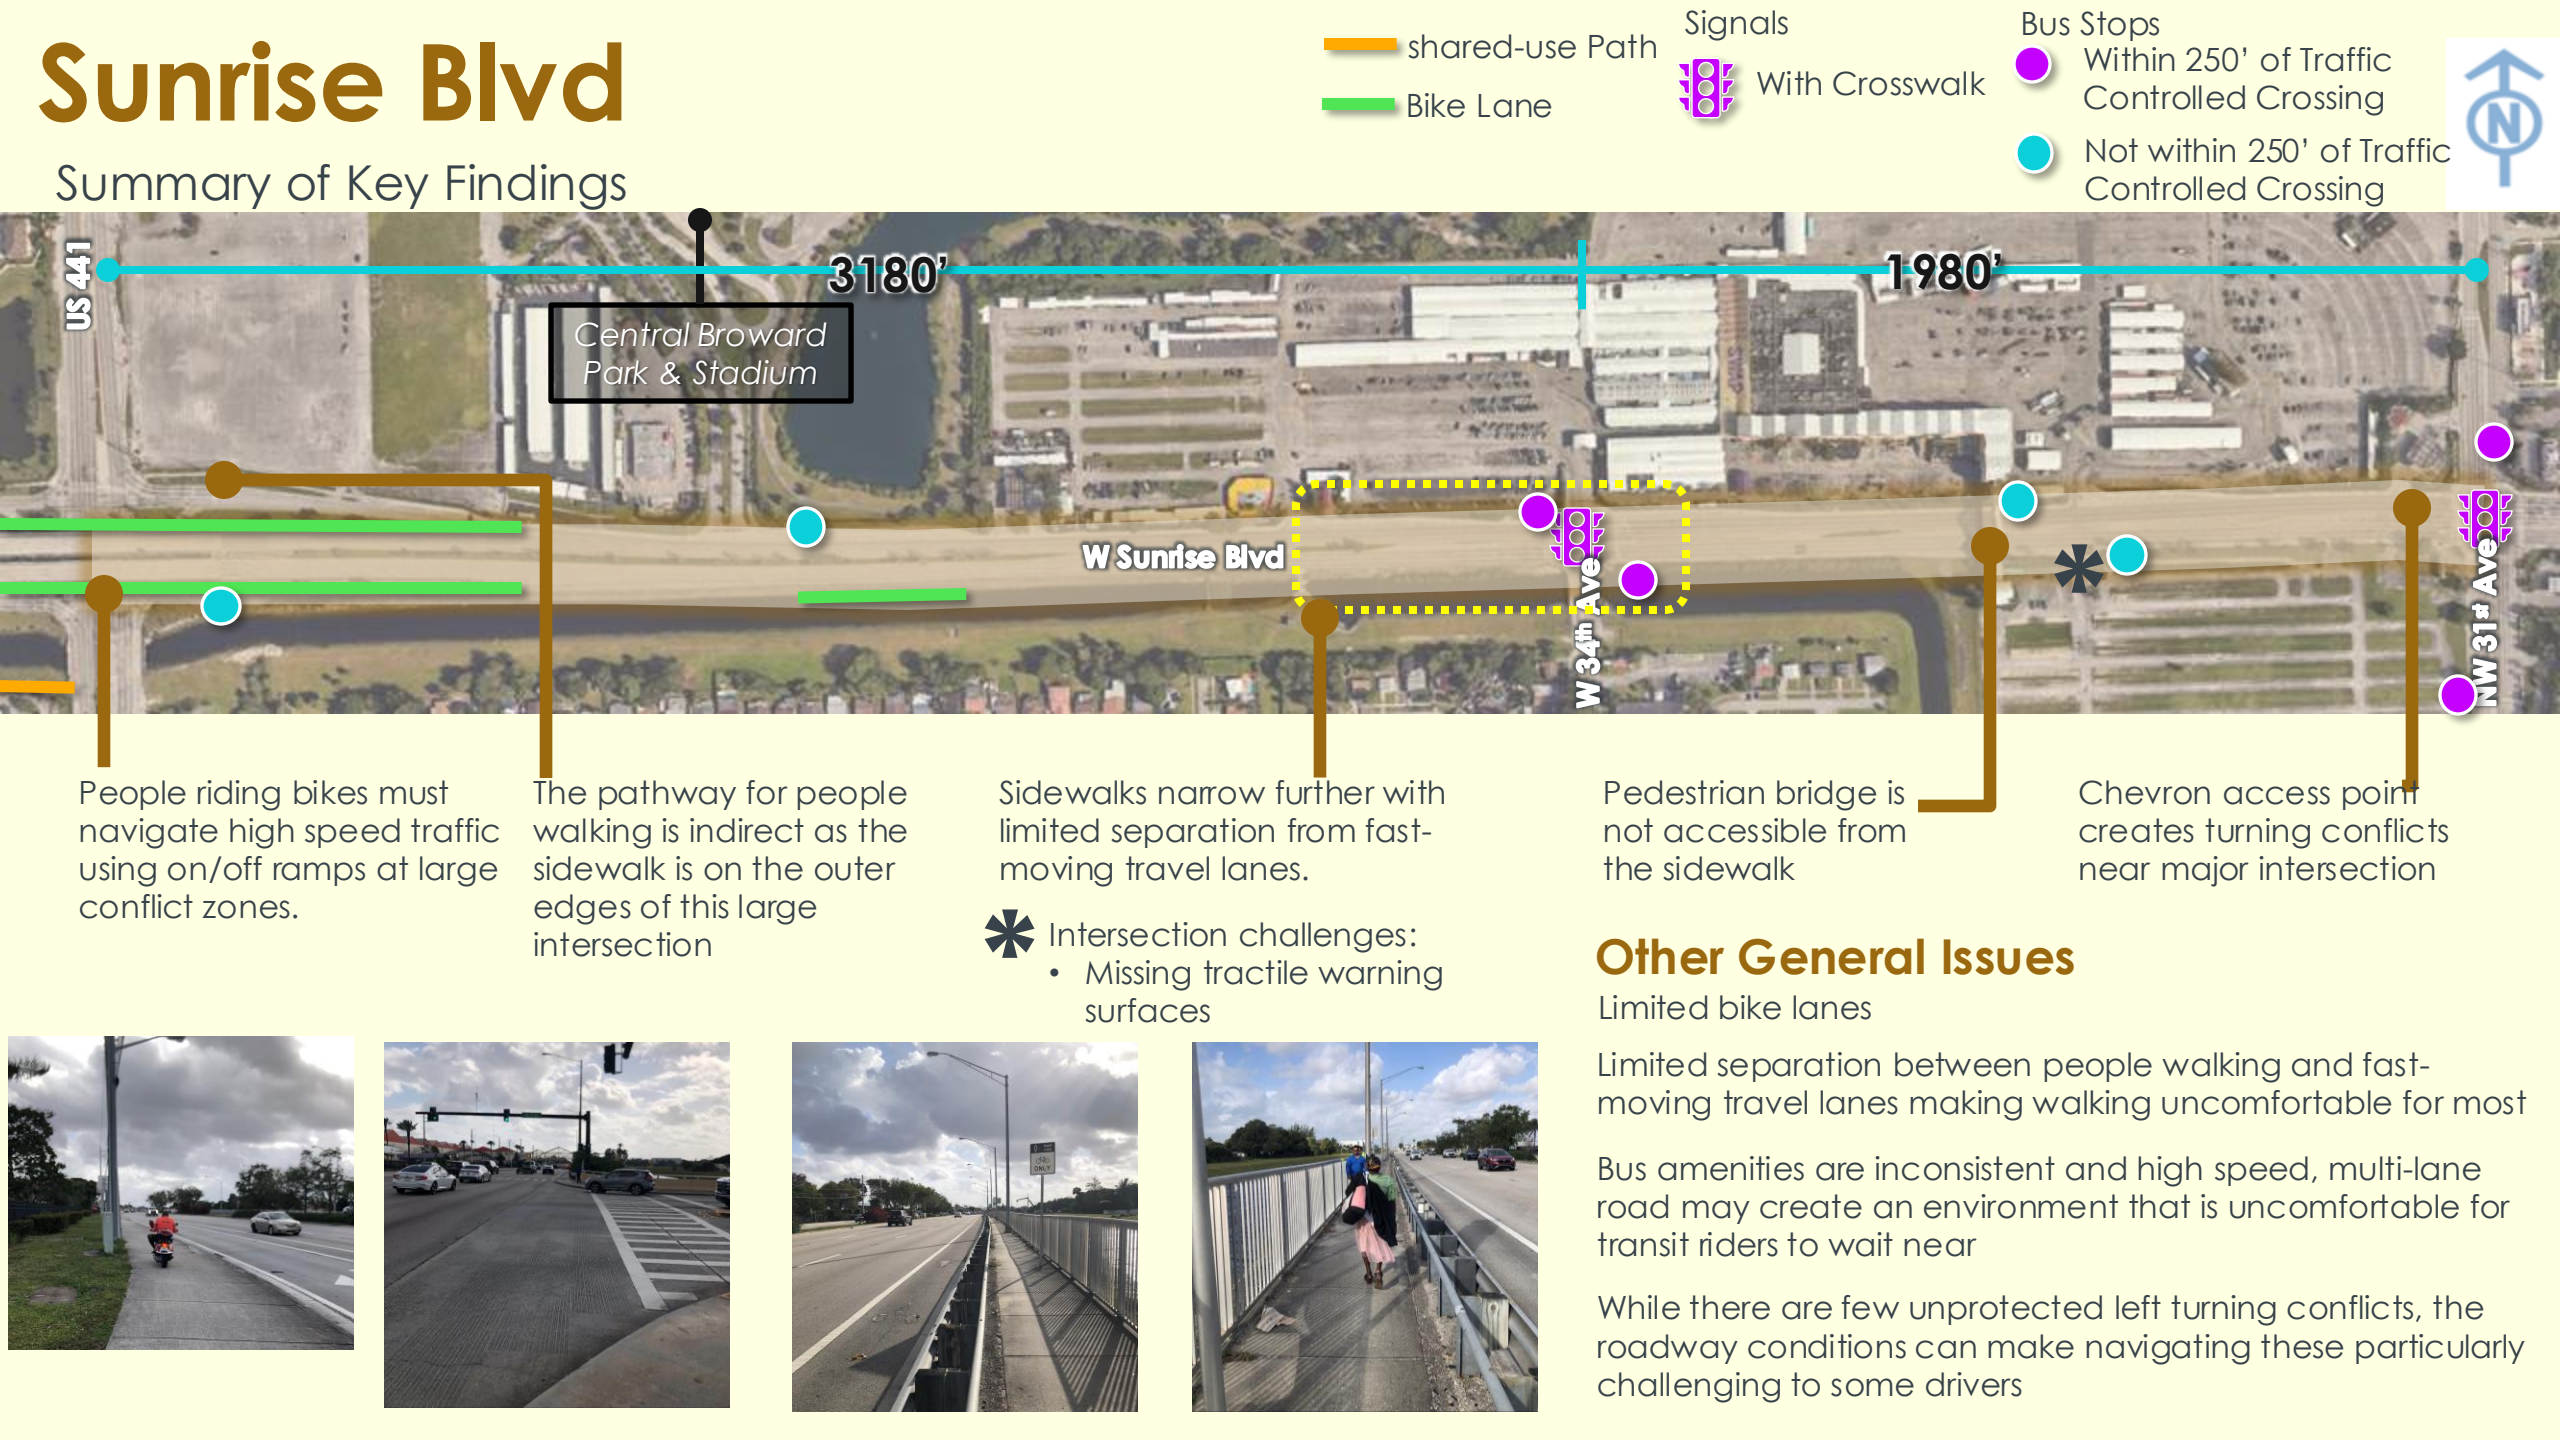 Sunrise Blvd
Summary of Key Findings
shared-use Path
Bike Lane
Signals
With Crosswalk
Bus Stops
Within 250’ of Traffic
Controlled Crossing
Not within 250’ of Traffic
Controlled Crossing
N
US 441
3180’
1980’
Central Broward
Park & Stadium
W Sunrise Blvd
W 34th Ave
NW 31st Ave
People riding bikes must
navigate high speed traffic
using on/off ramps at large
conflict zones.
The pathway for people
walking is indirect as the
sidewalk is on the outer
edges of this large
intersection
Sidewalks narrow further with
limited separation from fast-
moving travel lanes.
* Intersection challenges:
• Missing tractile warning
surfaces
Pedestrian bridge is
not accessible from
the sidewalk
Chevron access point
creates turning conflicts
near major intersection
Other General Issues
Limited bike lanes
Limited separation between people walking and fast-
moving travel lanes making walking uncomfortable for most
Bus amenities are inconsistent and high speed, multi-lane
road may create an environment that is uncomfortable for
transit riders to wait near
While there are few unprotected left turning conflicts, the
roadway conditions can make navigating these particularly
challenging to some drivers
ONLY